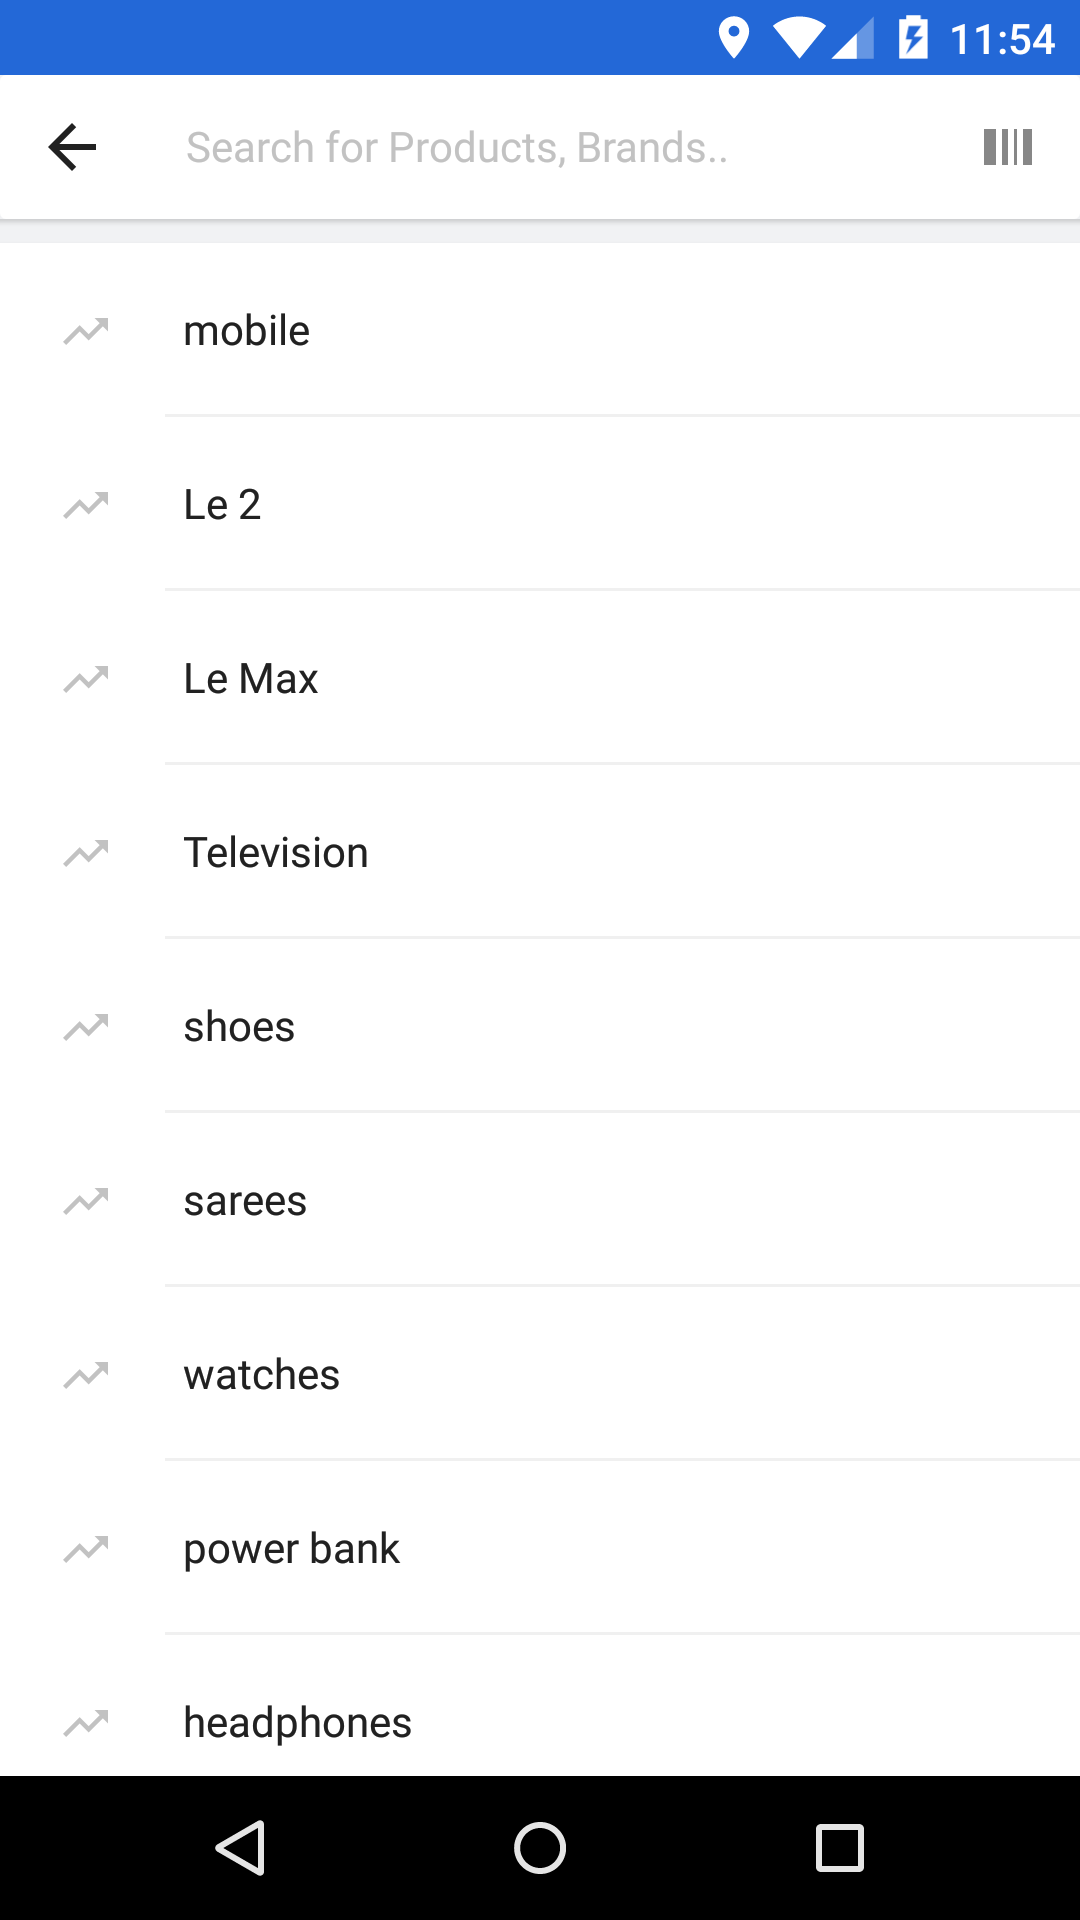 11:54
Search for Products, Brands..
mobile
Le 2
Le Max
Television
shoes
sarees
watches
power bank
headphones